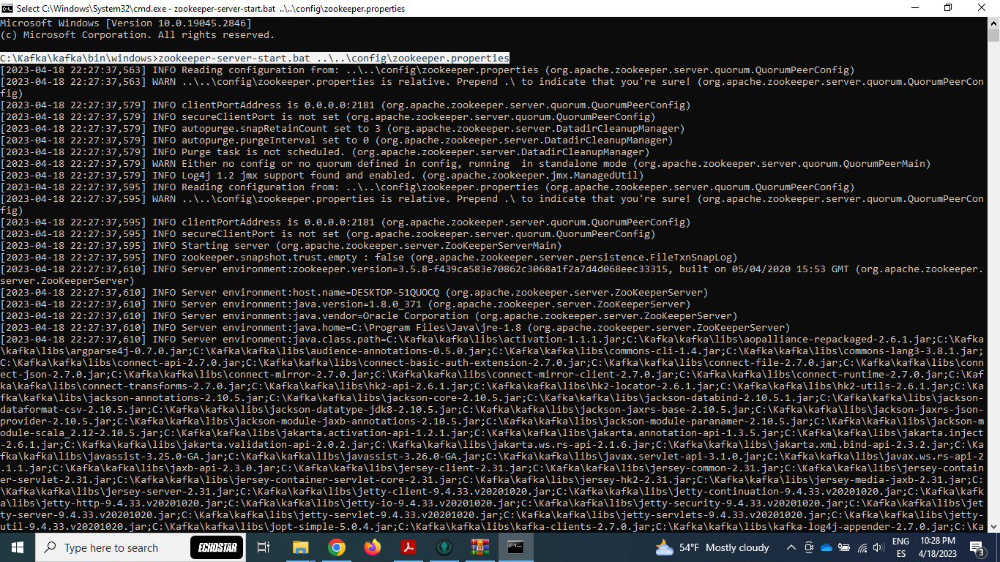 Select C:\Windows\System32\cmd.exe - zookeeper-server-start.bat ..\..\config\zookeeper.properties
Microsoft Windows [Version 10.0.19045.2846]
(c) Microsoft Corporation. All rights reserved.
C:\Kafka\kafka\bin\windows>zookeeper-server-start.bat ..\..\config\zookeeper.properties
[2023-04-18 22:27:37,563] INFO Reading configuration from: ..\..\config\zookeeper.properties (org.apache.zookeeper.server.quorum.QuorumPeerConfig)
[2023-04-18 22:27:37,563] WARN ..\..\config\zookeeper.properties is relative. Prepend .\ to indicate that you're sure! (org.apache.zookeeper.server.quorum.QuorumPeerCon
fig)
[2023-04-18 22:27:37,579] INFO clientPortAddress is 0.0.0.0:2181 (org.apache.zookeeper.server.quorum.QuorumPeerConfig)
[2023-04-18 22:27:37,579] INFO secureClientPort is not set (org.apache.zookeeper.server.quorum.QuorumPeerConfig)
[2023-04-18 22:27:37,579] INFO autopurge.snapRetainCount set to 3 (org.apache.zookeeper.server.DatadirCleanupManager)
[2023-04-18 22:27:37,579] INFO autopurge.purgeInterval set to 0 (org.apache.zookeeper.server.DatadirCleanupManager)
[2023-04-18 22:27:37,579] INFO Purge task is not scheduled. (org.apache.zookeeper.server.DatadirCleanupManager)
[2023-04-18 22:27:37,579] WARN Either no config or no quorum defined in config, running  in standalone mode (org.apache.zookeeper.server.quorum.QuorumPeerMain)
[2023-04-18 22:27:37,579] INFO Log4j 1.2 jmx support found and enabled. (org.apache.zookeeper.jmx.ManagedUtil)
[2023-04-18 22:27:37,595] INFO Reading configuration from: ..\..\config\zookeeper.properties (org.apache.zookeeper.server.quorum.QuorumPeerConfig)
[2023-04-18 22:27:37,595] WARN ..\..\config\zookeeper.properties is relative. Prepend .\ to indicate that you're sure! (org.apache.zookeeper.server.quorum.QuorumPeerCon
fig)
[2023-04-18 22:27:37,595] INFO clientPortAddress is 0.0.0.0:2181 (org.apache.zookeeper.server.quorum.QuorumPeerConfig)
[2023-04-18 22:27:37,595] INFO secureClientPort is not set (org.apache.zookeeper.server.quorum.QuorumPeerConfig)
[2023-04-18 22:27:37,595] INFO Starting server (org.apache.zookeeper.server.ZooKeeperServerMain)
[2023-04-18 22:27:37,595] INFO zookeeper.snapshot.trust.empty : false (org.apache.zookeeper.server.persistence.FileTxnSnapLog)
[2023-04-18 22:27:37,610] INFO Server environment:zookeeper.version=3.5.8-f439ca583e70862c3068a1f2a7d4d068eec33315, built on 05/04/2020 15:53 GMT (org.apache.zookeeper.
server.ZooKeeperServer)
[2023-04-18 22:27:37,610] INFO Server environment:host.name=DESKTOP-51QUOCQ (org.apache.zookeeper.server.ZooKeeperServer)
[2023-04-18 22:27:37,610] INFO Server environment:java.version=1.8.0_371 (org.apache.zookeeper.server.ZooKeeperServer)
[2023-04-18 22:27:37,610] INFO Server environment:java.vendor=Oracle Corporation (org.apache.zookeeper.server.ZooKeeperServer)
[2023-04-18 22:27:37,610] INFO Server environment:java.home=C:\Program Files\Java\jre-1.8 (org.apache.zookeeper.server.ZooKeeperServer)
[2023-04-18 22:27:37,610] INFO Server environment:java.class.path=C:\Kafka\kafka\libs\activation-1.1.1.jar;C:\Kafka\kafka\libs\aopalliance-repackaged-2.6.1.jar;C:\Kafka
\kafka\libs\argparse4j-0.7.0.jar;C:\Kafka\kafka\libs\audience-annotations-0.5.0.jar;C:\Kafka\kafka\libs\commons-cli-1.4.jar;C:\Kafka\kafka\libs\commons-lang3-3.8.1.jar;
C:\Kafka\kafka\libs\connect-api-2.7.0.jar;C:\Kafka\kafka\libs\connect-basic-auth-extension-2.7.0.jar;C:\Kafka\kafka\libs\connect-file-2.7.0.jar;C:\Kafka\kafka\libs\conn
ect-json-2.7.0.jar;C:\Kafka\kafka\libs\connect-mirror-2.7.0.jar;C:\Kafka\kafka\libs\connect-mirror-client-2.7.0.jar;C:\Kafka\kafka\libs\connect-runtime-2.7.0.jar;C:\Kaf
ka\kafka\libs\connect-transforms-2.7.0.jar;C:\Kafka\kafka\libs\hk2-api-2.6.1.jar;C:\Kafka\kafka\libs\hk2-locator-2.6.1.jar;C:\Kafka\kafka\libs\hk2-utils-2.6.1.jar;C:\Ka
fka\kafka\libs\jackson-annotations-2.10.5.jar;C:\Kafka\kafka\libs\jackson-core-2.10.5.jar;C:\Kafka\kafka\libs\jackson-databind-2.10.5.1.jar;C:\Kafka\kafka\libs\jackson-
dataformat-csv-2.10.5.jar;C:\Kafka\kafka\libs\jackson-datatype-jdk8-2.10.5.jar;C:\Kafka\kafka\libs\jackson-jaxrs-base-2.10.5.jar;C:\Kafka\kafka\libs\jackson-jaxrs-json-
provider-2.10.5.jar;C:\Kafka\kafka\libs\jackson-module-jaxb-annotations-2.10.5.jar;C:\Kafka\kafka\libs\jackson-module-paranamer-2.10.5.jar;C:\Kafka\kafka\libs\jackson-m
odule-scala_2.12-2.10.5.jar;C:\Kafka\kafka\libs\jakarta.activation-api-1.2.1.jar;C:\Kafka\kafka\libs\jakarta.annotation-api-1.3.5.jar;C:\Kafka\kafka\libs\jakarta.inject
-2.6.1.jar;C:\Kafka\kafka\libs\jakarta.validation-api-2.0.2.jar;C:\Kafka\kafka\libs\jakarta.ws.rs-api-2.1.6.jar;C:\Kafka\kafka\libs\jakarta.xml.bind-api-2.3.2.jar;C:\Ka
fka\kafka\libs\javassist-3.25.0-GA.jar;C:\Kafka\kafka\libs\javassist-3.26.0-GA.jar;C:\Kafka\kafka\libs\javax.servlet-api-3.1.0.jar;C:\Kafka\kafka\libs\javax.ws.rs-api-2
.1.1.jar;C:\Kafka\kafka\libs\jaxb-api-2.3.0.jar;C:\Kafka\kafka\libs\jersey-client-2.31.jar;C:\Kafka\kafka\libs\jersey-common-2.31.jar;C:\Kafka\kafka\libs\jersey-contain
er-servlet-2.31.jar;C:\Kafka\kafka\libs\jersey-container-servlet-core-2.31.jar;C:\Kafka\kafka\libs\jersey-hk2-2.31.jar;C:\Kafka\kafka\libs\jersey-media-jaxb-2.31.jar;C:
\Kafka\kafka\libs\jersey-server-2.31.jar;C:\Kafka\kafka\libs\jetty-client-9.4.33.v20201020.jar;C:\Kafka\kafka\libs\jetty-continuation-9.4.33.v20201020.jar;C:\Kafka\kafk
a\libs\jetty-http-9.4.33.v20201020.jar;C:\Kafka\kafka\libs\jetty-io-9.4.33.v20201020.jar;C:\Kafka\kafka\libs\jetty-security-9.4.33.v20201020.jar;C:\Kafka\kafka\libs\jet
ty-server-9.4.33.v20201020.jar;C:\Kafka\kafka\libs\jetty-servlet-9.4.33.v20201020.jar;C:\Kafka\kafka\libs\jetty-servlets-9.4.33.v20201020.jar;C:\Kafka\kafka\libs\jetty-
util-9.4.33.v20201020.jar;C:\Kafka\kafka\libs\jopt-simple-5.0.4.jar;C:\Kafka\kafka\libs\kafka-clients-2.7.0.jar;C:\Kafka\kafka\libs\kafka-log4j-appender-2.7.0.jar;C:\Ka
Type here to search
ECHOSTAR
54°F Mostly cloudy
ENG
ES
10:28 PM
4/18/2023
3